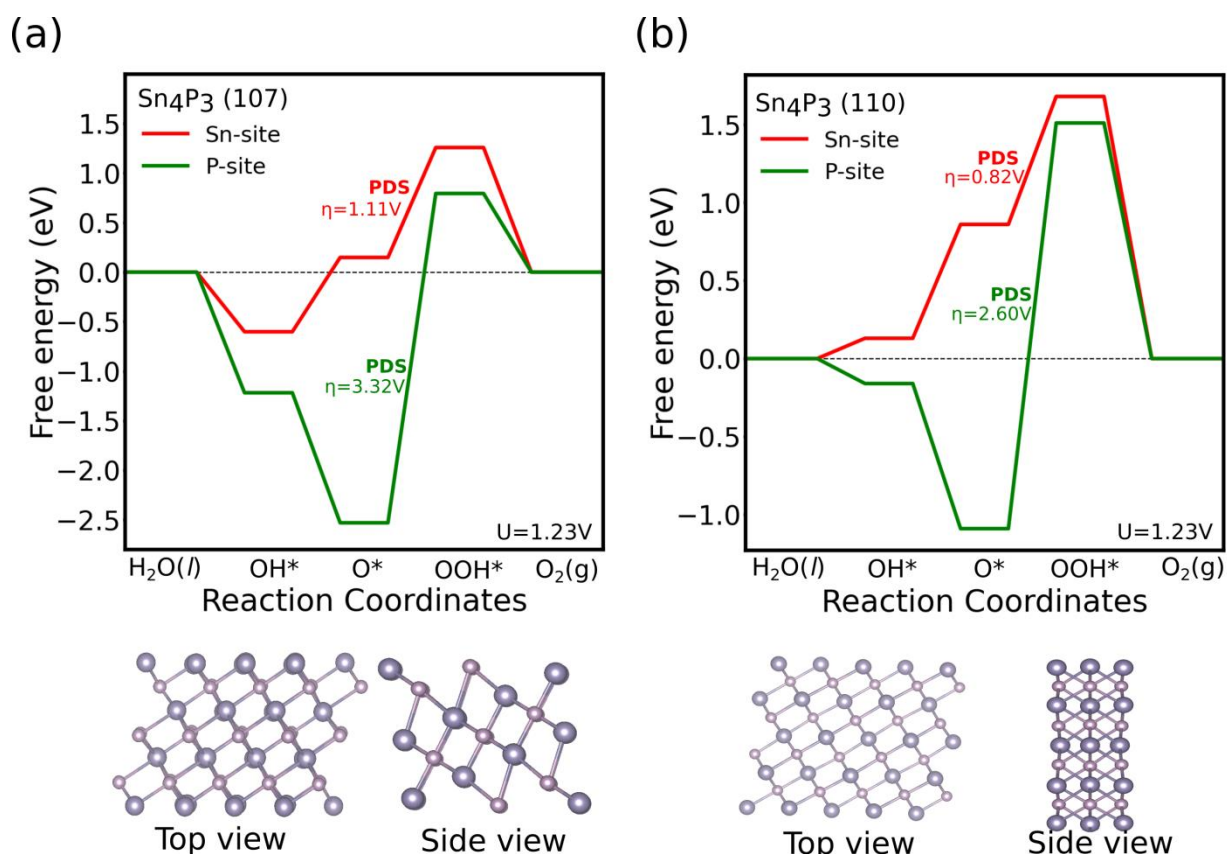 (a)
Sn₄P₃ (107)
Sn-site
P-site
1.5
1.0
0.5
0.0
−0.5
−1.0
−1.5
−2.0
−2.5
Free energy (eV)
PDS
η=1.11V
PDS
η=3.32V
U=1.23V
H₂O(l) OH* O* OOH* O₂(g)
Reaction Coordinates
Top view
Side view
(b)
Sn₄P₃ (110)
Sn-site
P-site
1.5
1.0
0.5
0.0
−0.5
−1.0
Free energy (eV)
PDS
η=0.82V
PDS
η=2.60V
U=1.23V
H₂O(l) OH* O* OOH* O₂(g)
Reaction Coordinates
Top view
Side view